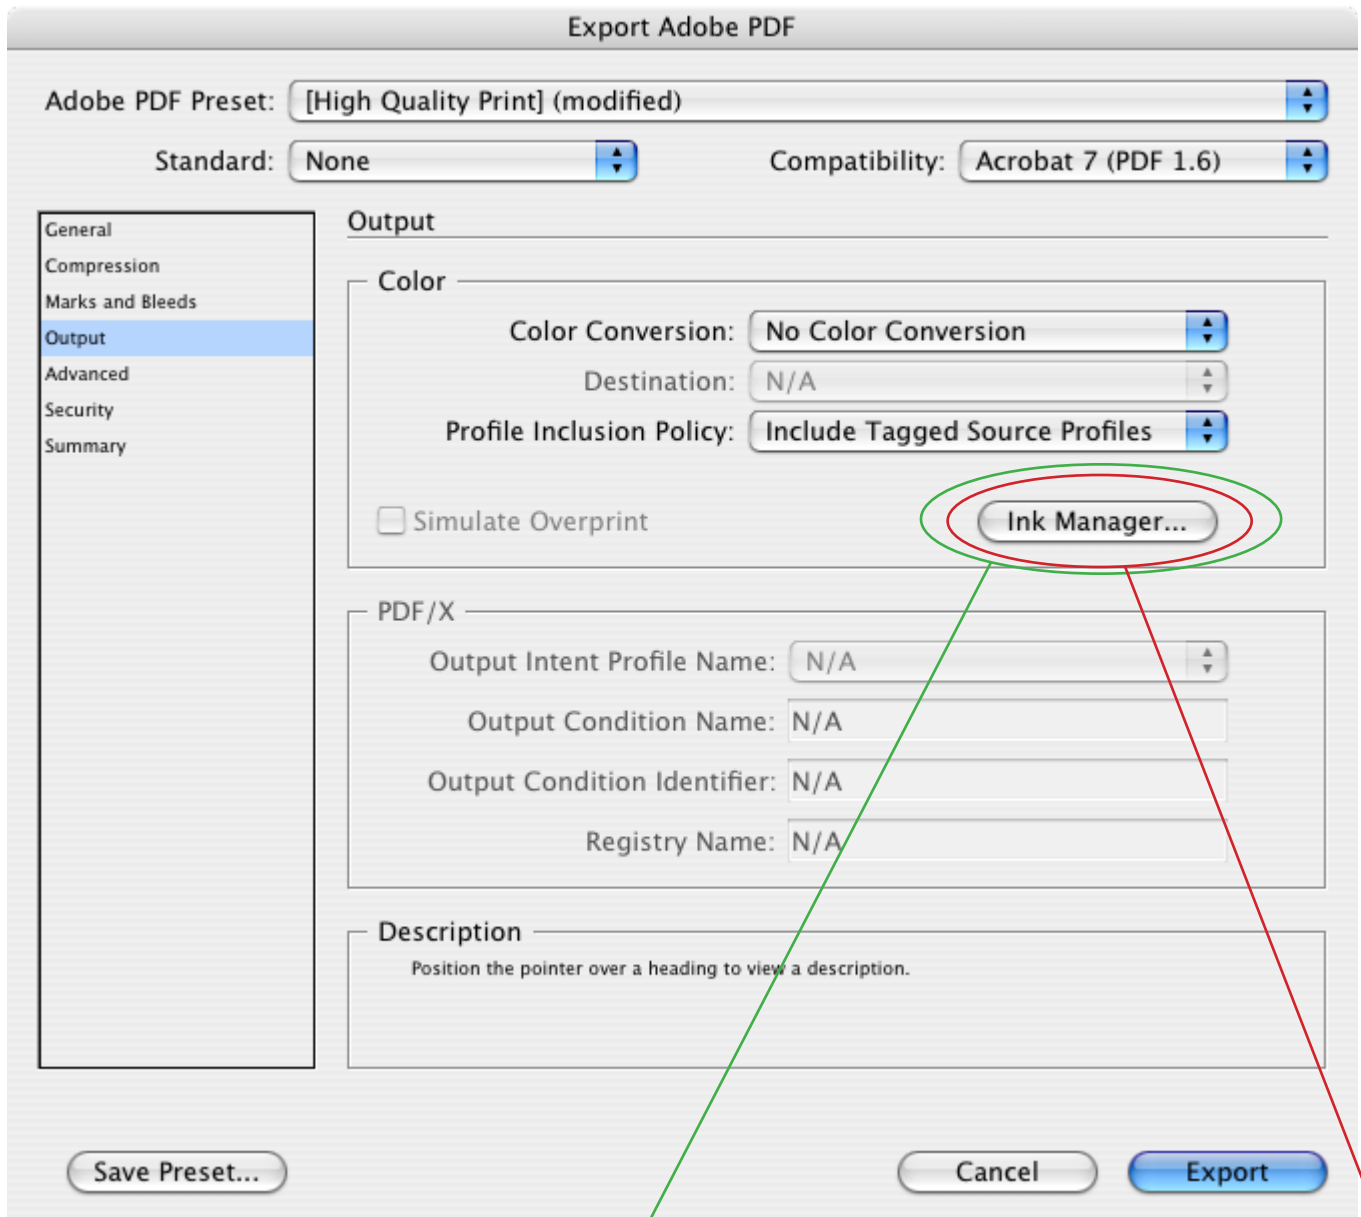 Export Adobe PDF
Adobe PDF Preset: [High Quality Print] (modified)
Standard: None Compatibility: Acrobat 7 (PDF 1.6)
General
Compression
Marks and Bleeds
Output
Advanced
Security
Summary
Output
Color
Color Conversion: No Color Conversion
Destination: N/A
Profile Inclusion Policy: Include Tagged Source Profiles
Simulate Overprint Ink Manager...
PDF/X
Output Intent Profile Name: N/A
Output Condition Name: N/A
Output Condition Identifier: N/A
Registry Name: N/A
Description
Position the pointer over a heading to view a description.
Save Preset... Cancel Export